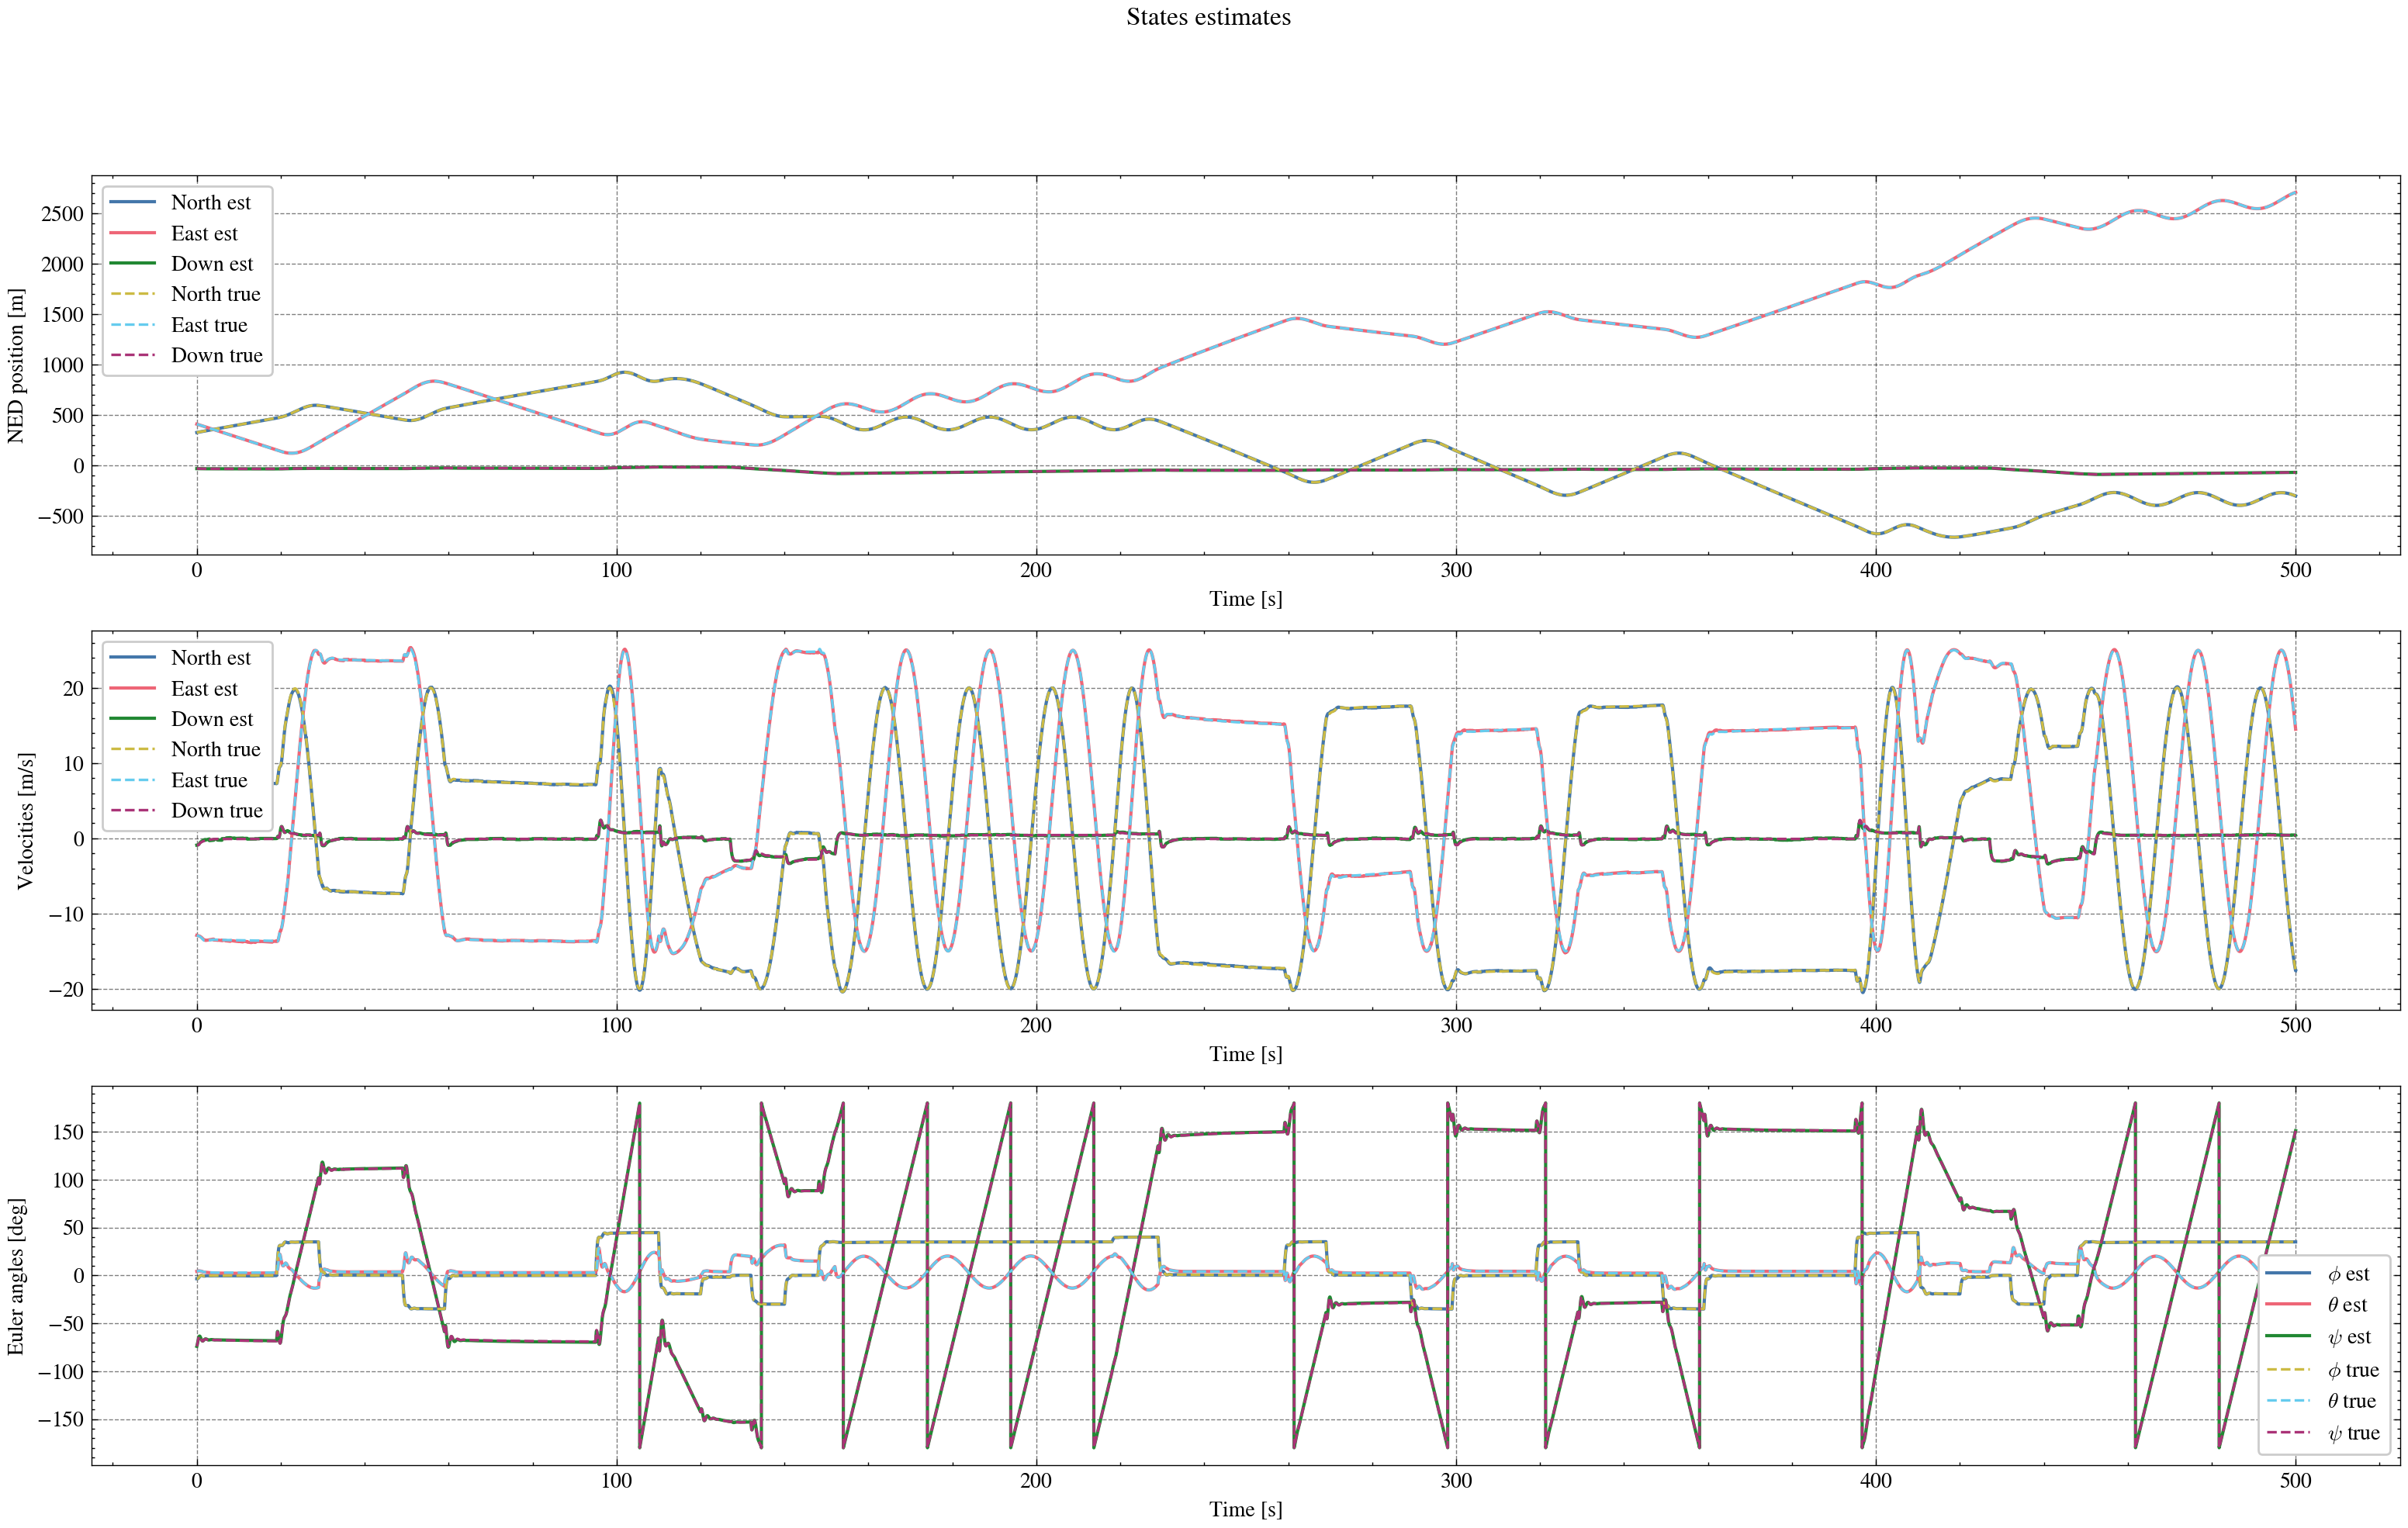 States estimates
2500
2000
1500
1000
500
0
−500
NED position [m]
North est
East est
Down est
North true
East true
Down true
0 100 200 300 400 500
Time [s]
20
10
0
−10
−20
Velocities [m/s]
North est
East est
Down est
North true
East true
Down true
0 100 200 300 400 500
Time [s]
150
100
50
0
−50
−100
−150
Euler angles [deg]
ϕ est
θ est
ψ est
ϕ true
θ true
ψ true
0 100 200 300 400 500
Time [s]